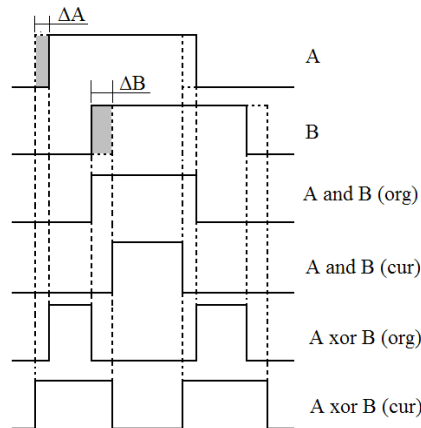 ΔA
A
ΔB
B
A and B (org)
A and B (cur)
A xor B (org)
A xor B (cur)